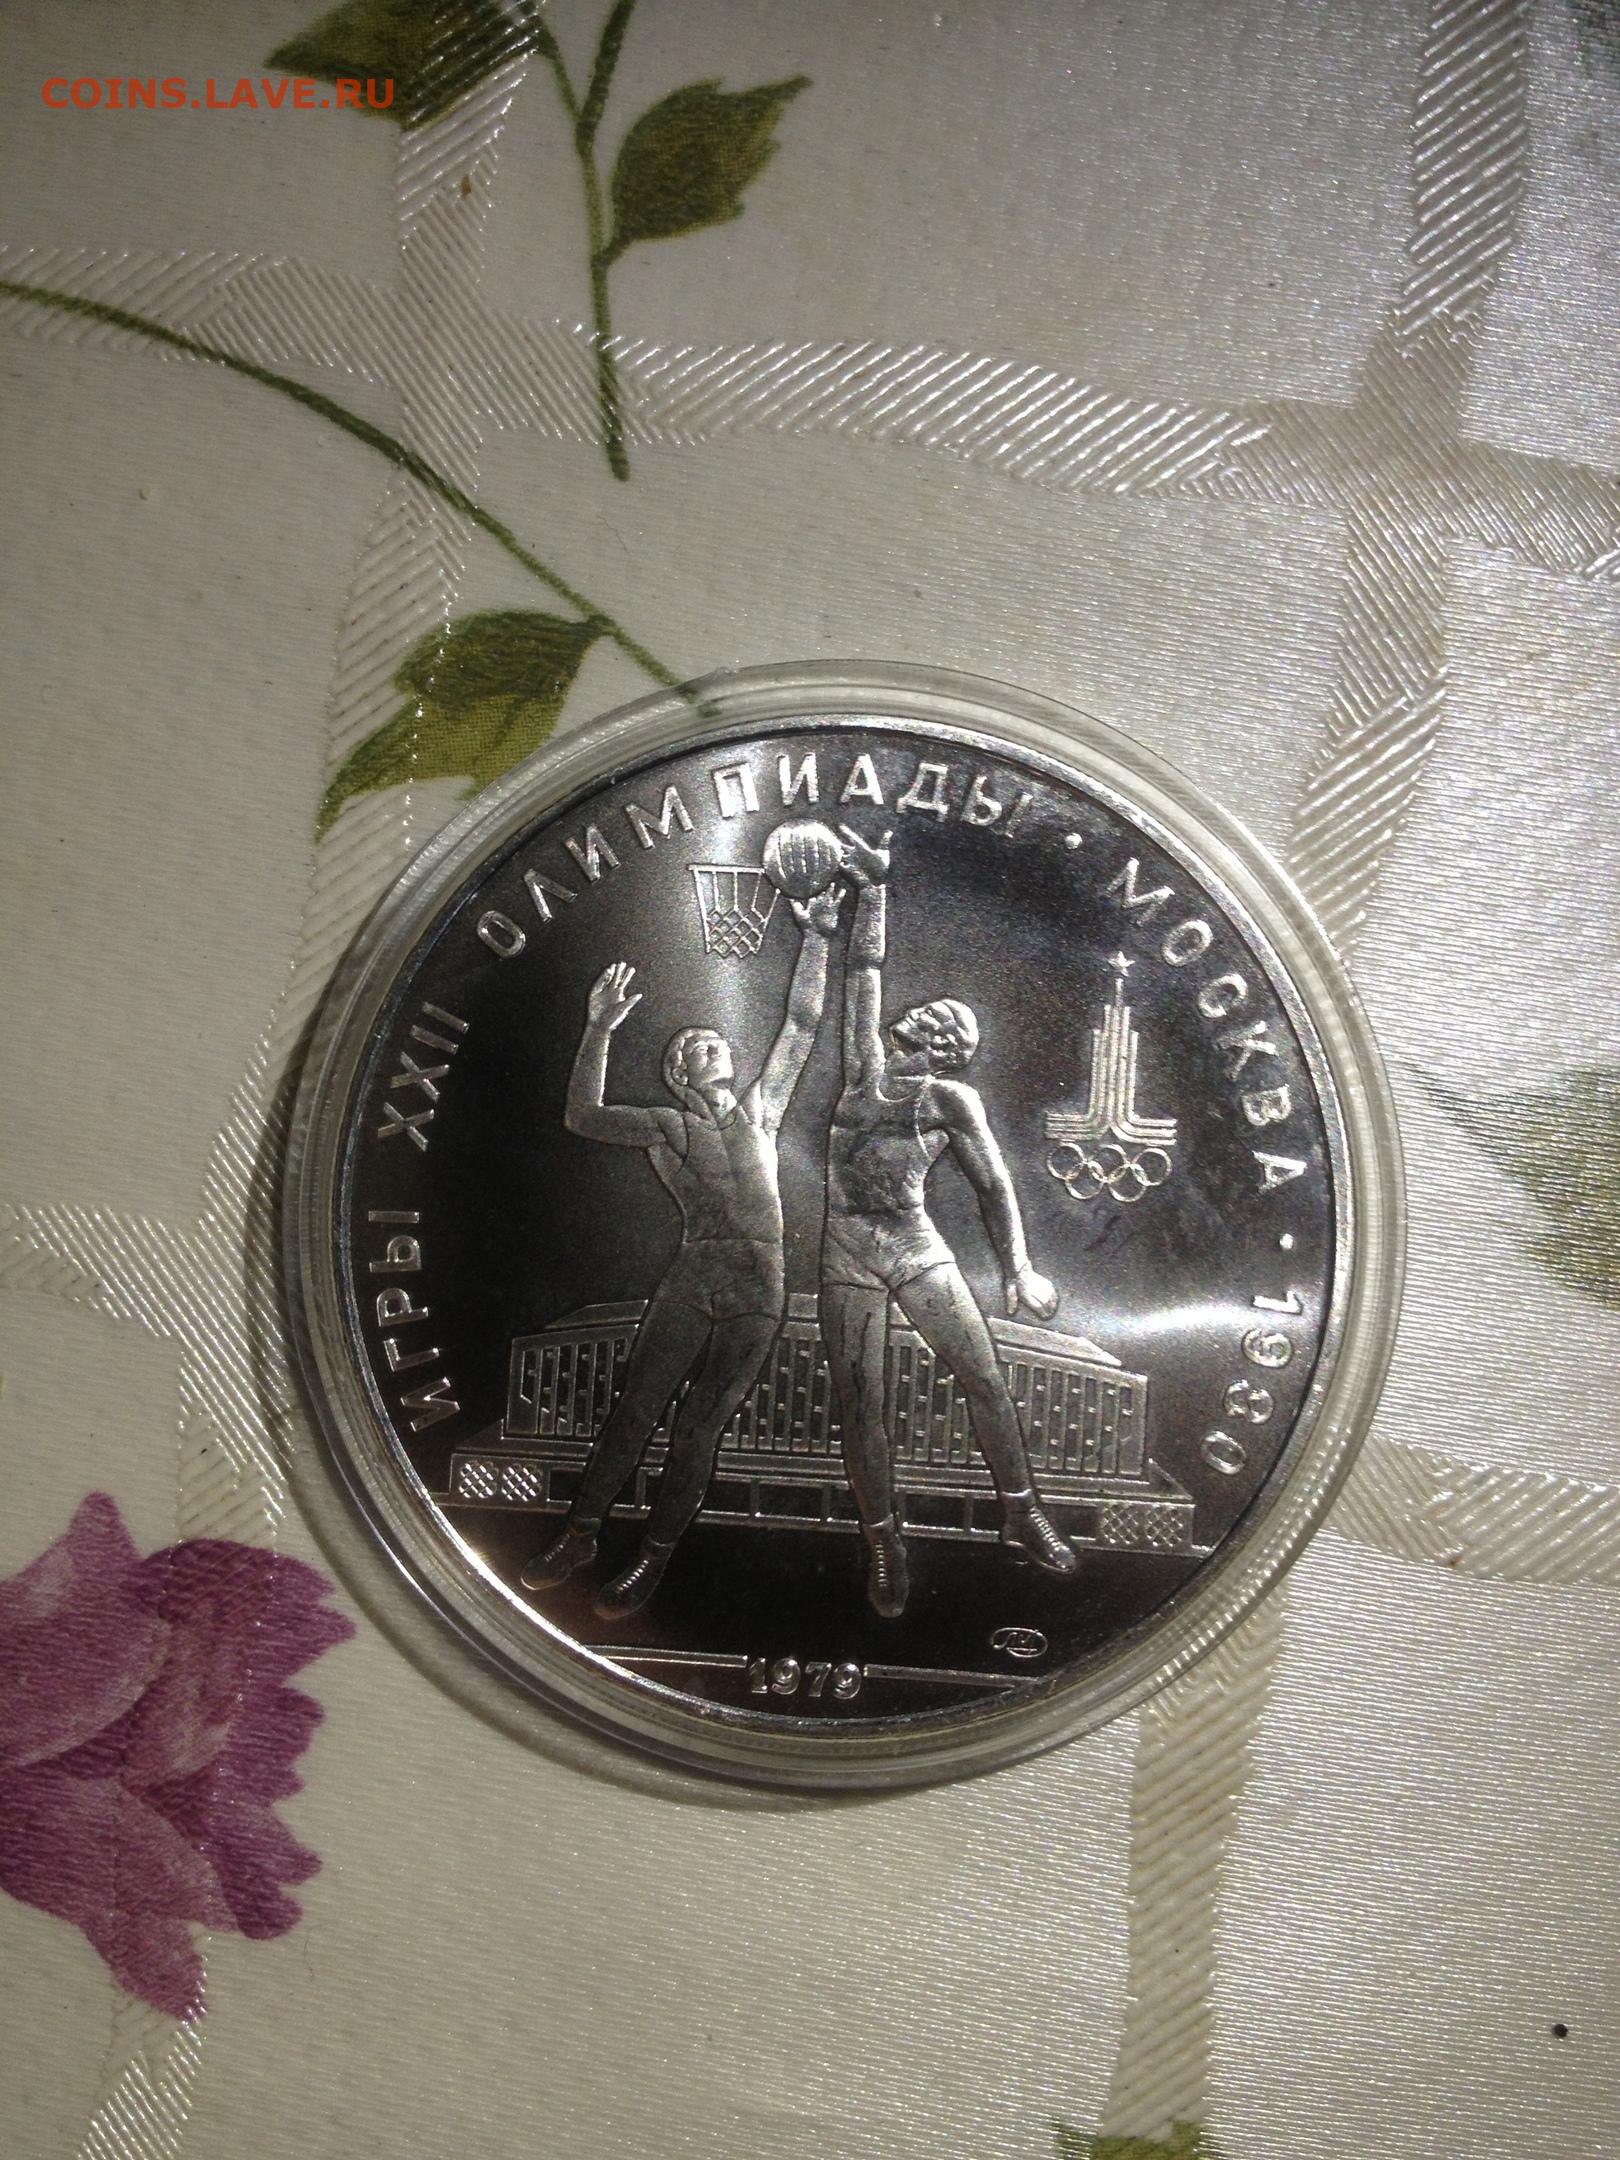 COINS.LAVE.RU
ИГРЫ XXII ОЛИМПИАДЫ · МОСКВА · 1980
1979